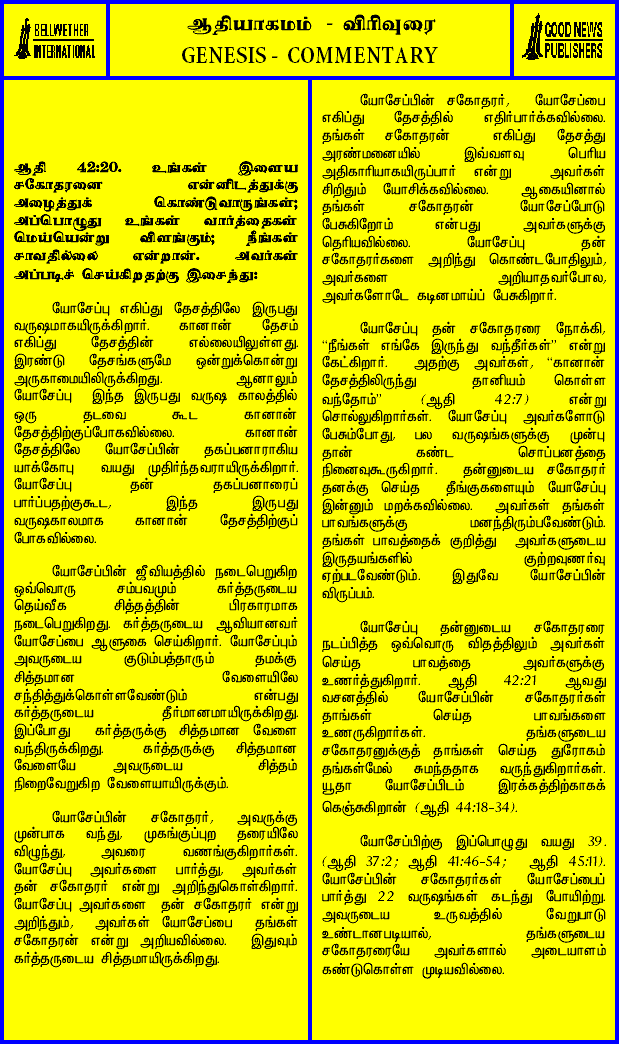 BELLWETHER
INTERNATIONAL
ஆதியாகமம் - விரிவுரை
GENESIS - COMMENTARY
GOOD NEWS
PUBLISHERS
ஆதி 42:20. உங்கள் இளைய
சகோதரனை என்னிடத்துக்கு
அழைத்துக் கொண்டுவாருங்கள்;
அப்பொழுது உங்கள் வார்த்தைகள்
மெய்யென்று விளங்கும்; நீங்கள்
சாவதில்லை என்றான். அவர்கள்
அப்படிச் செய்கிறதற்கு இசைந்து:
யோசேப்பு எகிப்து தேசத்திலே இருபது
வருஷமாகயிருக்கிறார். கானான் தேசம்
எகிப்து தேசத்தின் எல்லையிலுள்ளது.
இரண்டு தேசங்களுமே ஒன்றுக்கொன்று
அருகாமையிலிருக்கிறது. ஆனாலும்
யோசேப்பு இந்த இருபது வருஷ காலத்தில்
ஒரு தடவை கூட கானான்
தேசத்திற்குப்போகவில்லை. கானான்
தேசத்திலே யோசேப்பின் தகப்பனாராகிய
யாக்கோபு வயது முதிர்ந்தவராயிருக்கிறார்.
யோசேப்பு தன் தகப்பனாரைப்
பார்ப்பதற்குகூட, இந்த இருபது
வருஷகாலமாக கானான் தேசத்திற்குப்
போகவில்லை.
யோசேப்பின் ஜீவியத்தில் நடைபெறுகிற
ஒவ்வொரு சம்பவமும் கர்த்தருடைய
தெய்வீக சித்தத்தின் பிரகாரமாக
நடைபெறுகிறது. கர்த்தருடைய ஆவியானவர்
யோசேப்பை ஆளுகை செய்கிறார். யோசேப்பும்
அவருடைய குடும்பத்தாரும் தமக்கு
சித்தமான வேளையிலே
சந்தித்துக்கொள்ளவேண்டும் என்பது
கர்த்தருடைய தீர்மானமாயிருக்கிறது.
இப்போது கர்த்தருக்கு சித்தமான வேளை
வந்திருக்கிறது. கர்த்தருக்கு சித்தமான
வேளையே அவருடைய சித்தம்
நிறைவேறுகிற வேளையாயிருக்கும்.
யோசேப்பின் சகோதரர், அவருக்கு
முன்பாக வந்து, முகங்குப்புற தரையிலே
விழுந்து, அவரை வணங்குகிறார்கள்.
யோசேப்பு அவர்களை பார்த்து, அவர்கள்
தன் சகோதரர் என்று அறிந்துகொள்கிறார்.
யோசேப்பு அவர்களை தன் சகோதரர் என்று
அறிந்தும், அவர்கள் யோசேப்பை தங்கள்
சகோதரன் என்று அறியவில்லை. இதுவும்
கர்த்தருடைய சித்தமாயிருக்கிறது.
யோசேப்பின் சகோதரர், யோசேப்பை
எகிப்து தேசத்தில் எதிர்பார்க்கவில்லை.
தங்கள் சகோதரன் எகிப்து தேசத்து
அரண்மனையில் இவ்வளவு பெரிய
அதிகாரியாகயிருப்பார் என்று அவர்கள்
சிறிதும் யோசிக்கவில்லை. ஆகையினால்
தங்கள் சகோதரன் யோசேப்போடு
பேசுகிறோம் என்பது அவர்களுக்கு
தெரியவில்லை. யோசேப்பு தன்
சகோதரர்களை அறிந்து கொண்டபோதிலும்,
அவர்களை அறியாதவர்போல,
அவர்களோடே கடினமாய்ப் பேசுகிறார்.
யோசேப்பு தன் சகோதரரை நோக்கி,
“நீங்கள் எங்கே இருந்து வந்தீர்கள்” என்று
கேட்கிறார். அதற்கு அவர்கள், “கானான்
தேசத்திலிருந்து தானியம் கொள்ள
வந்தோம்” (ஆதி 42:7) என்று
சொல்லுகிறார்கள். யோசேப்பு அவர்களோடு
பேசும்போது, பல வருஷங்களுக்கு முன்பு
தான் கண்ட சொப்பனத்தை
நினைவுகூருகிறார். தன்னுடைய சகோதரர்
தனக்கு செய்த தீங்குகளையும் யோசேப்பு
இன்னும் மறக்கவில்லை. அவர்கள் தங்கள்
பாவங்களுக்கு மனந்திரும்பவேண்டும்.
தங்கள் பாவத்தைக் குறித்து அவர்களுடைய
இருதயங்களில் குற்றவுணர்வு
ஏற்படவேண்டும். இதுவே யோசேப்பின்
விருப்பம்.
யோசேப்பு தன்னுடைய சகோதரரை
நடப்பித்த ஒவ்வொரு விதத்திலும் அவர்கள்
செய்த பாவத்தை அவர்களுக்கு
உணர்த்துகிறார். ஆதி 42:21 ஆவது
வசனத்தில் யோசேப்பின் சகோதரர்கள்
தாங்கள் செய்த பாவங்களை
உணருகிறார்கள். தங்களுடைய
சகோதரனுக்குத் தாங்கள் செய்த துரோகம்
தங்கள்மேல் சுமந்ததாக வருந்துகிறார்கள்.
யூதா யோசேப்பிடம் இரக்கத்திற்காகக்
கெஞ்சுகிறான் (ஆதி 44:18-34).
யோசேப்பிற்கு இப்பொழுது வயது 39.
(ஆதி 37:2; ஆதி 41:46-54; ஆதி 45:11).
யோசேப்பின் சகோதரர்கள் யோசேப்பைப்
பார்த்து 22 வருஷங்கள் கடந்து போயிற்று.
அவருடைய உருவத்தில் வேறுபாடு
உண்டானபடியால், தங்களுடைய
சகோதரரையே அவர்களால் அடையாளம்
கண்டுகொள்ள முடியவில்லை.